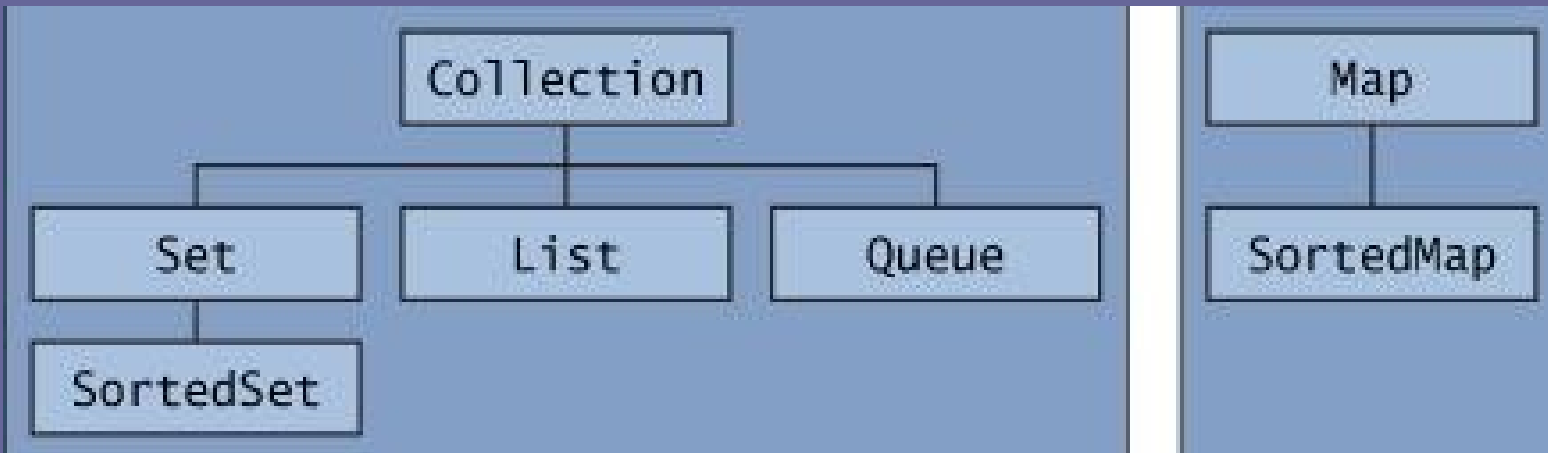 Collection
Map
Set
List
Queue
SortedMap
SortedSet